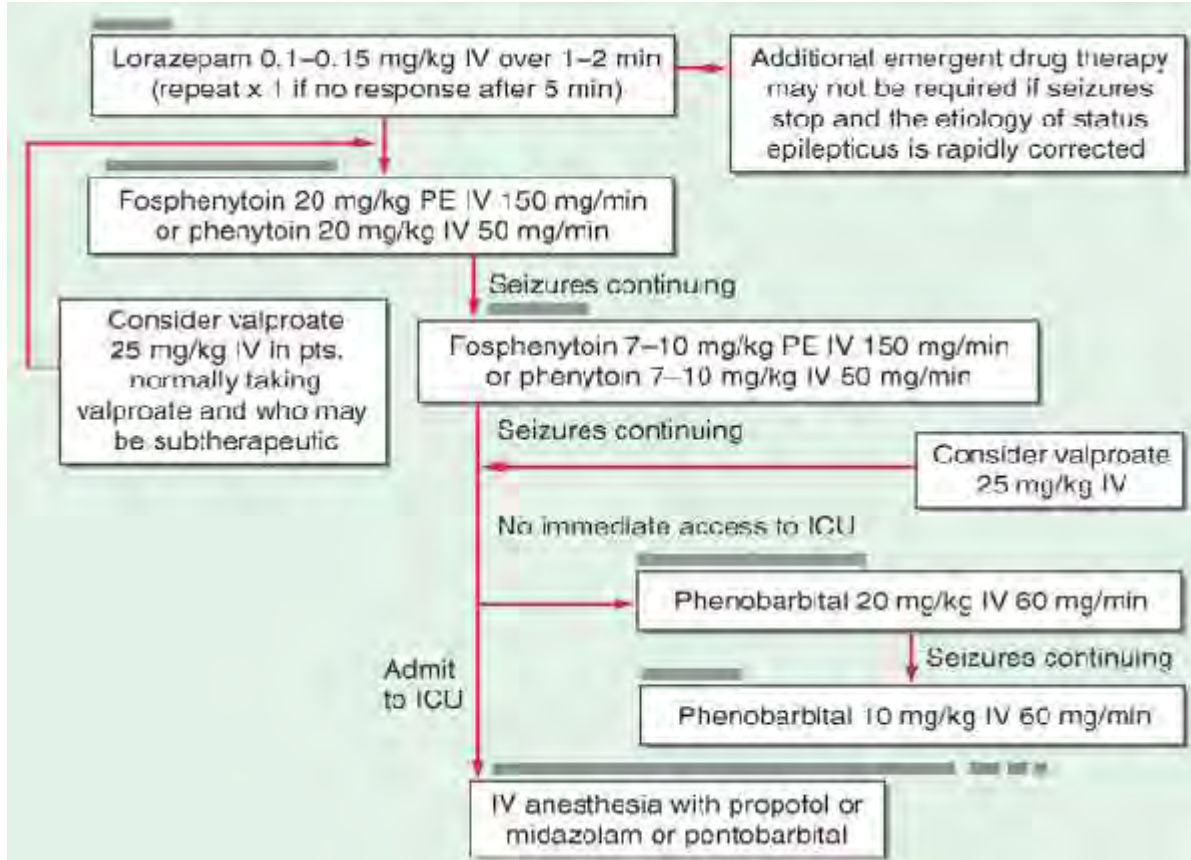 Lorazepam 0.1–0.15 mg/kg IV over 1–2 min
(repeat x 1 if no response after 5 min)
Additional emergent drug therapy
may not be required if seizures
stop and the etiology of status
epilepticus is rapidly corrected
Fosphenytoin 20 mg/kg PE IV 150 mg/min
or phenytoin 20 mg/kg IV 50 mg/min
Seizures continuing
Consider valproate
25 mg/kg IV in pts.
normally taking
valproate and who may
be subtherapeutic
Fosphenytoin 7–10 mg/kg PE IV 150 mg/min
or phenytoin 7–10 mg/kg IV 50 mg/min
Seizures continuing
Consider valproate
25 mg/kg IV
No immediate access to ICU
Phenobarbital 20 mg/kg IV 60 mg/min
Seizures continuing
Admit
to ICU
Phenobarbital 10 mg/kg IV 60 mg/min
IV anesthesia with propofol or
midazolam or pentobarbital